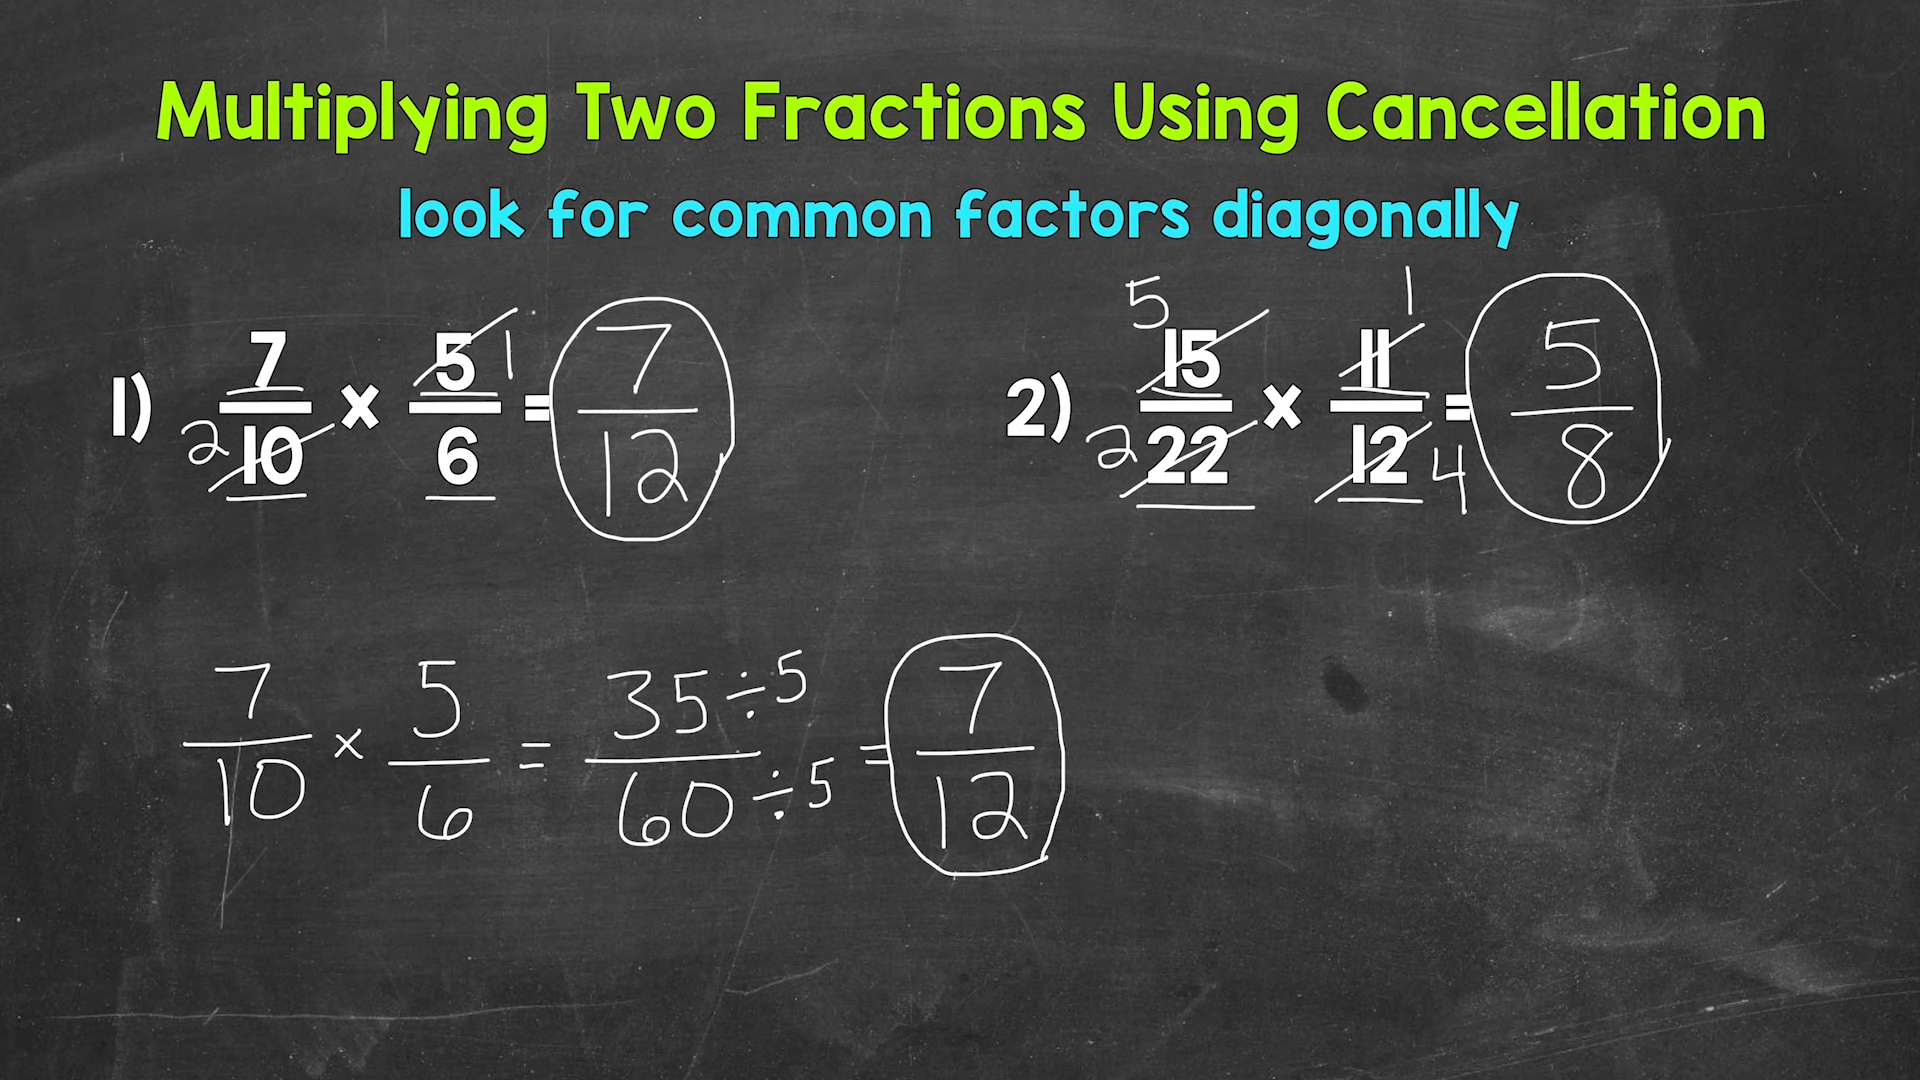 Multiplying Two Fractions Using Cancellation
look for common factors diagonally
1) 7/10 2 × 5/6 1 = 7/12
2) 15/22 5 2 × 11/12 1 4 = 5/8
7/10 × 5/6 = 35÷5/60÷5 = 7/12